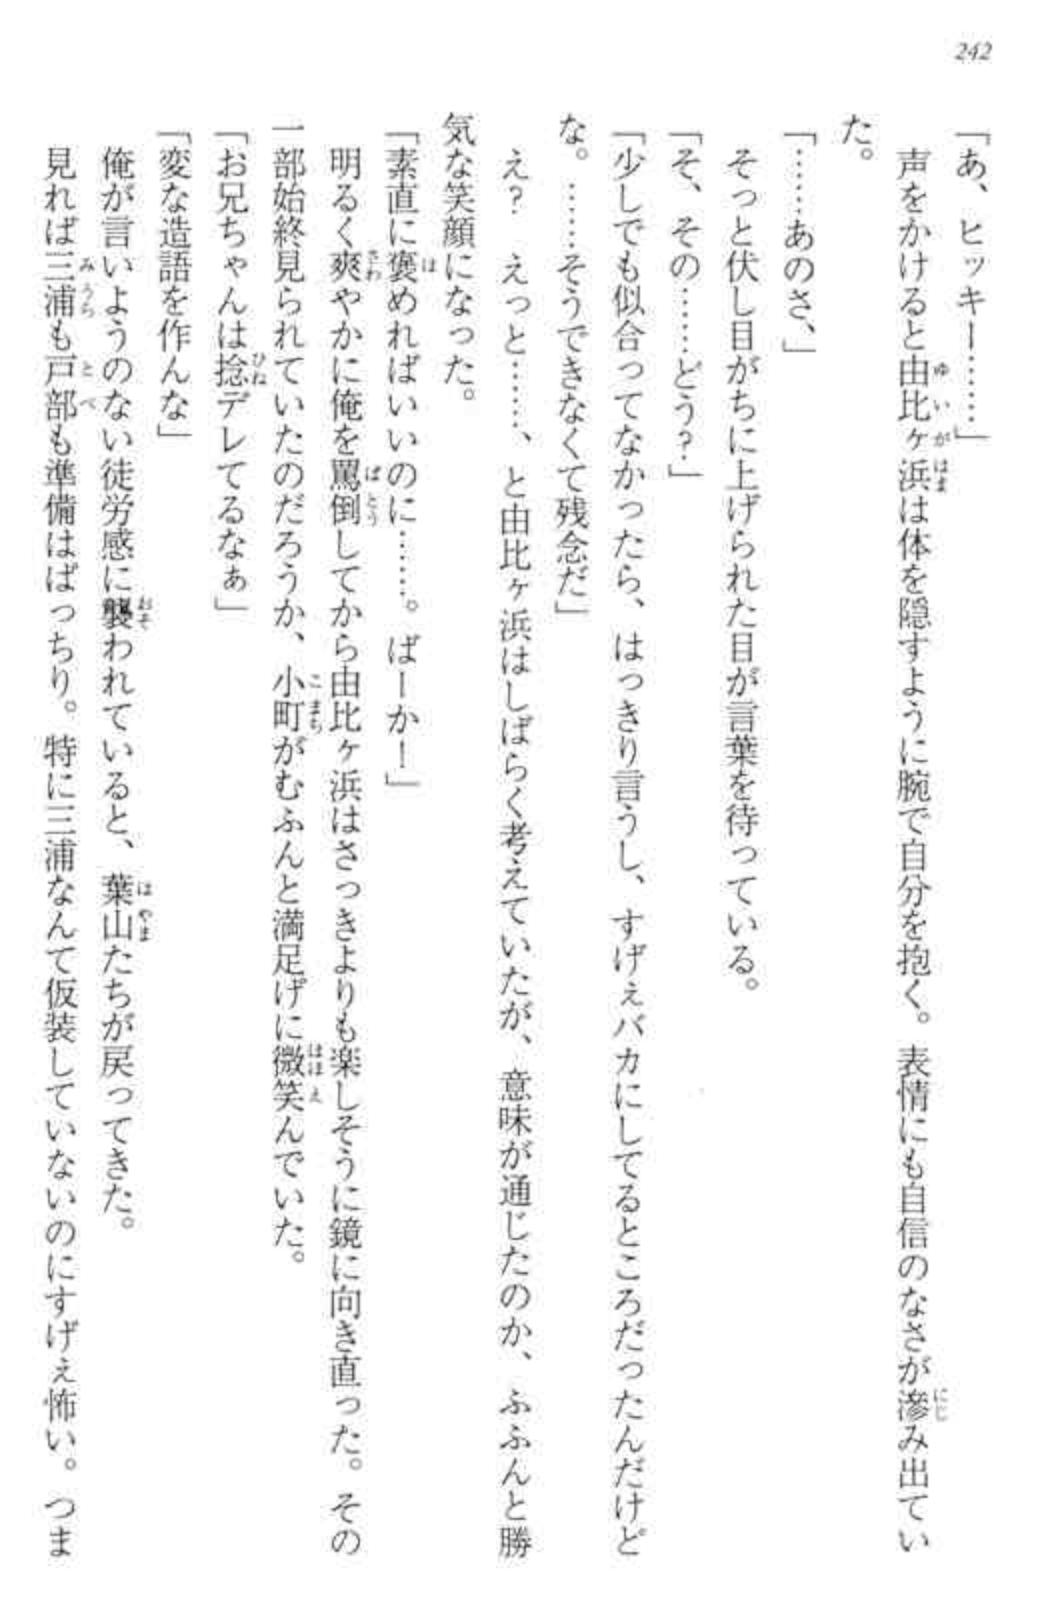 242
「あ、ヒッキー……」
声をかけると由比ヶ浜は体を隠すように腕で自分を抱く。表情にも自信のなさが滲み出てい
た。
「……あのさ、」
そっと伏し目がちに上げられた目が言葉を待っている。
「そ、その……どう?」
「少しでも似合ってなかったら、はっきり言うし、すげぇバカにしてるところだったんだけど
な。……そうできなくて残念だ」
え?　えっと……、と由比ヶ浜はしばらく考えていたが、意味が通じたのか、ふふんと勝
気な笑顔になった。
「素直に褒めればいいのに……。ばーかー」
明るく爽やかに俺を罵倒してから由比ヶ浜はさっきよりも楽しそうに鏡に向き直った。その
一部始終見られていたのだろうか、小町がむふんと満足げに微笑んでいた。
「お兄ちゃんは捻デレてるなぁ」
「変な造語を作んな」
俺が言いようのない徒労感に襲われていると、葉山たちが戻ってきた。
見れば三浦も戸部も準備はばっちり。特に三浦なんて仮装していないのにすげぇ怖い。つま